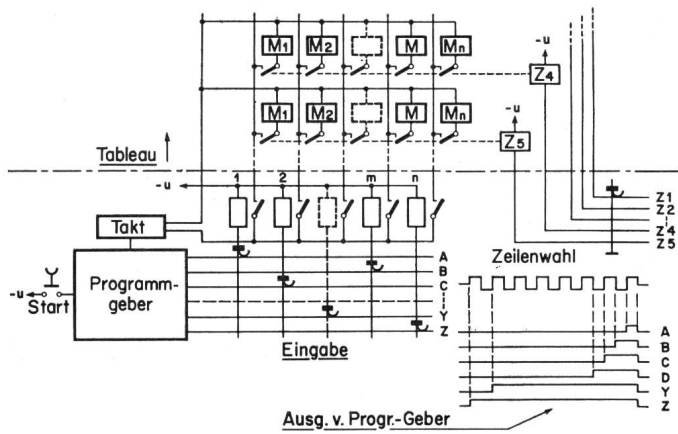 -u
M1 M2 M Mn
Z4
-u
M1 M2 M Mn
Z5
Tableau
-u 1 2 m n
Takt
Z1
Z2
Z4
Z5
Zeilenwahl
Programm-
geber
-u
Start
A
B
C
Y
Z
Eingabe
A
B
C
D
Y
Z
Ausg. v. Progr.-Geber